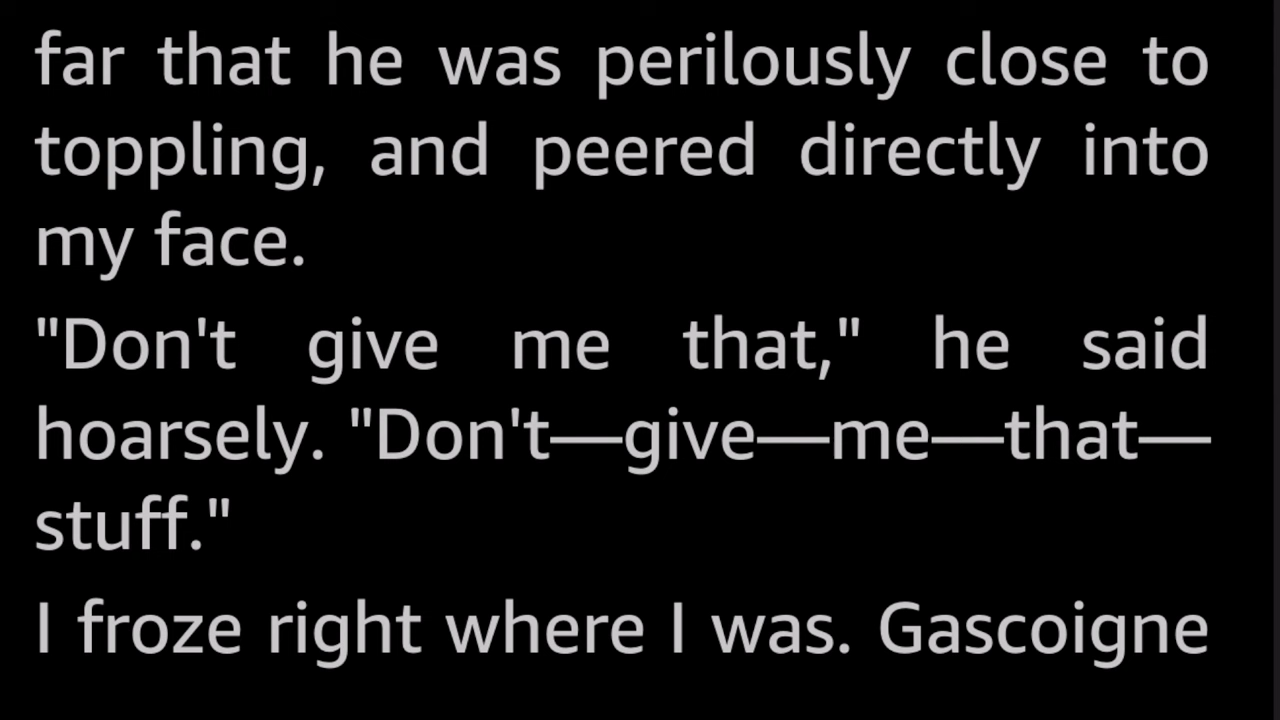 far that he was perilously close to
toppling, and peered directly into
my face.
"Don't give me that," he said
hoarsely. "Don't—give—me—that—
stuff."
I froze right where I was. Gascoigne